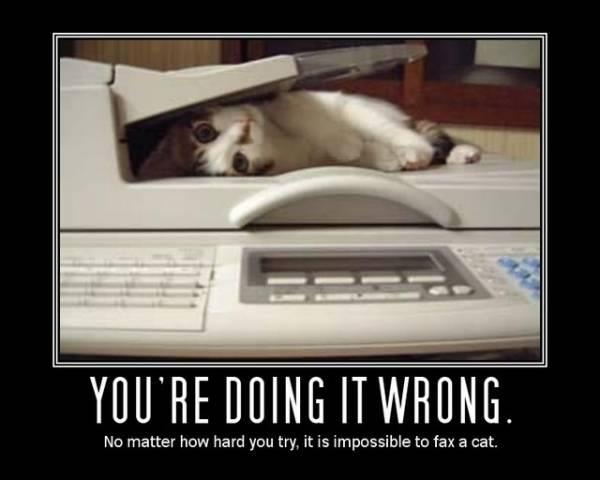 YOU'RE DOING IT WRONG.
No matter how hard you try, it is impossible to fax a cat.